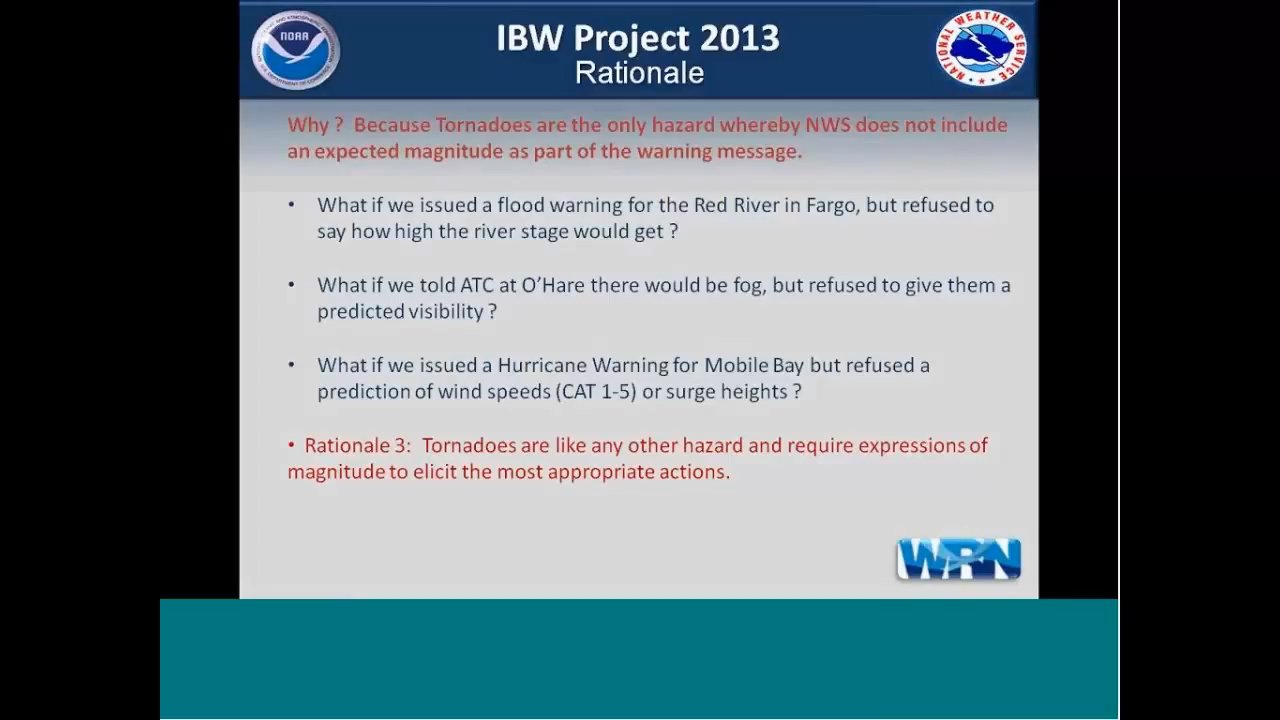 IBW Project 2013
Rationale
NOAA
NATIONAL WEATHER SERVICE
Why ? Because Tornadoes are the only hazard whereby NWS does not include
an expected magnitude as part of the warning message.
• What if we issued a flood warning for the Red River in Fargo, but refused to
say how high the river stage would get ?
• What if we told ATC at O’Hare there would be fog, but refused to give them a
predicted visibility ?
• What if we issued a Hurricane Warning for Mobile Bay but refused a
prediction of wind speeds (CAT 1-5) or surge heights ?
• Rationale 3: Tornadoes are like any other hazard and require expressions of
magnitude to elicit the most appropriate actions.
WRN